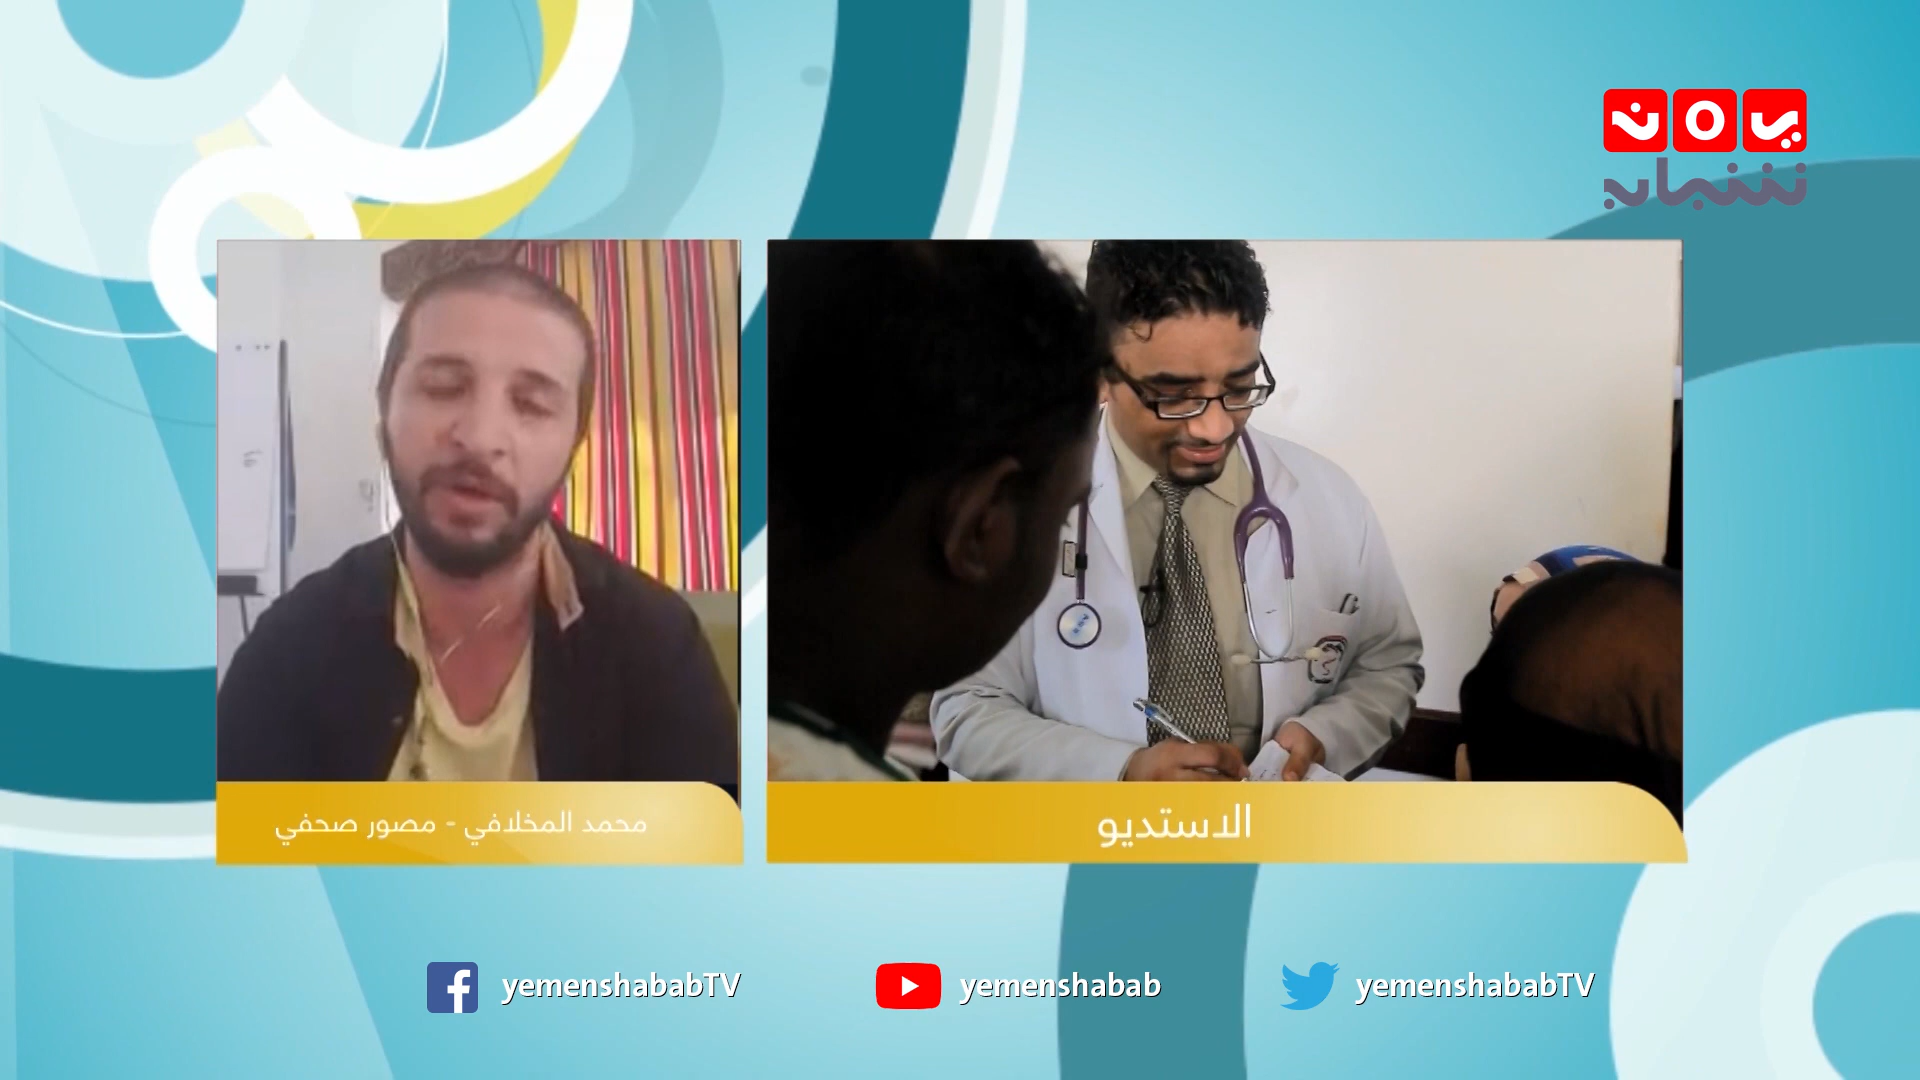 يمن
شباب
محمد المخلافي - مصور صحفي
الاستديو
yemenshababTV
yemenshabab
yemenshababTV